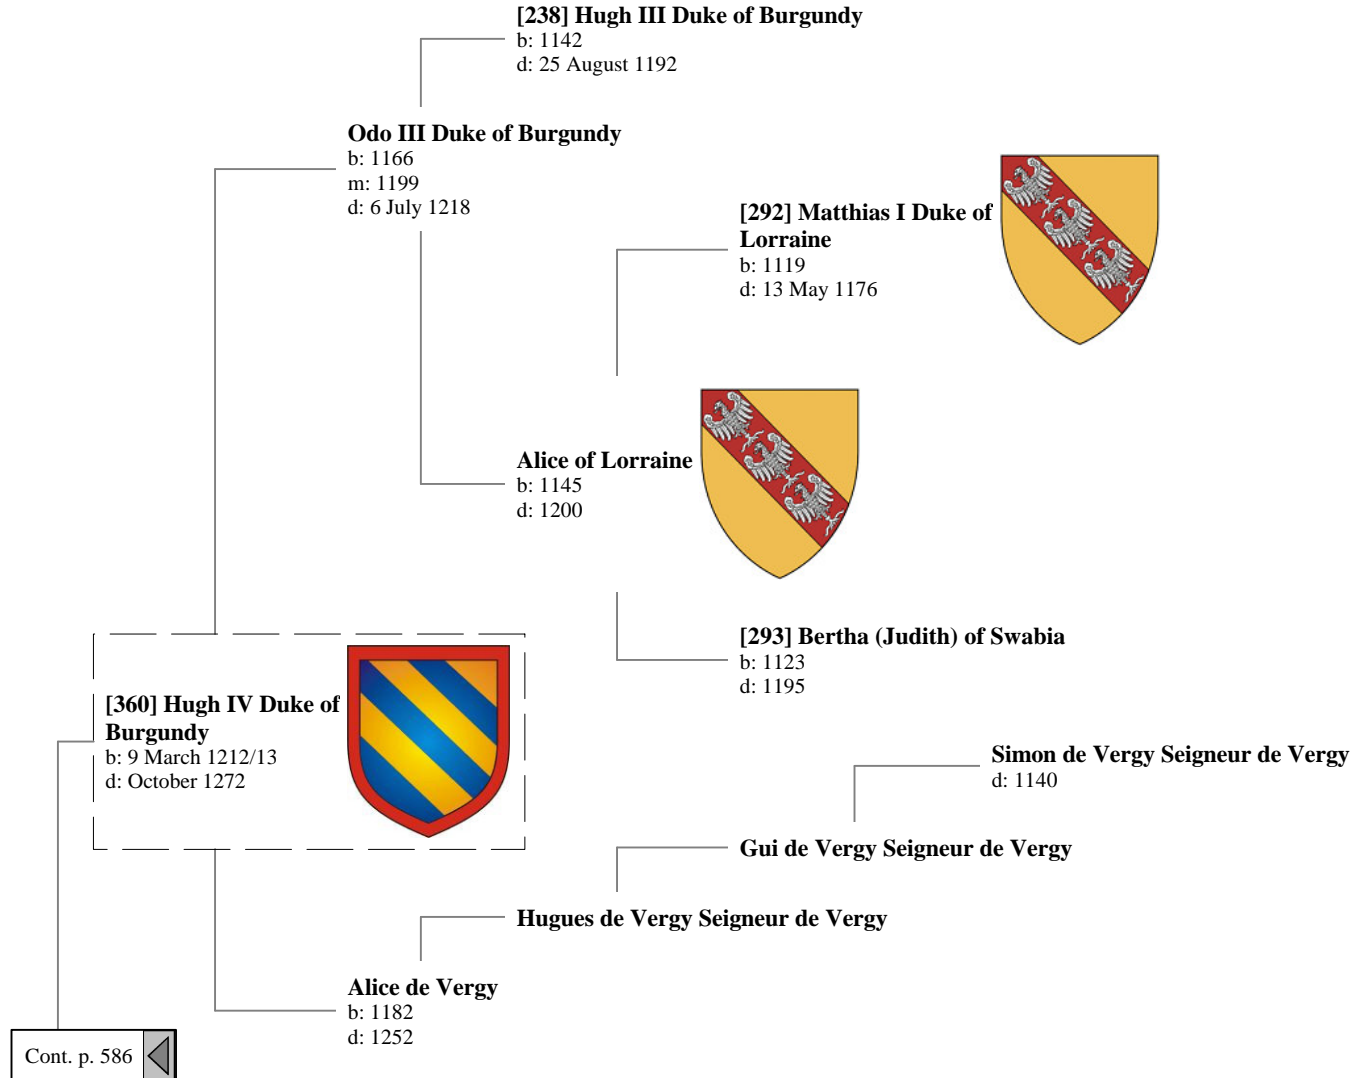 [238] Hugh III Duke of Burgundy
b: 1142
d: 25 August 1192
Odo III Duke of Burgundy
b: 1166
m: 1199
d: 6 July 1218
[292] Matthias I Duke of
Lorraine
b: 1119
d: 13 May 1176
Alice of Lorraine
b: 1145
d: 1200
[293] Bertha (Judith) of Swabia
b: 1123
d: 1195
[360] Hugh IV Duke of
Burgundy
b: 9 March 1212/13
d: October 1272
Simon de Vergy Seigneur de Vergy
d: 1140
Gui de Vergy Seigneur de Vergy
Hugues de Vergy Seigneur de Vergy
Alice de Vergy
b: 1182
d: 1252
Cont. p. 586